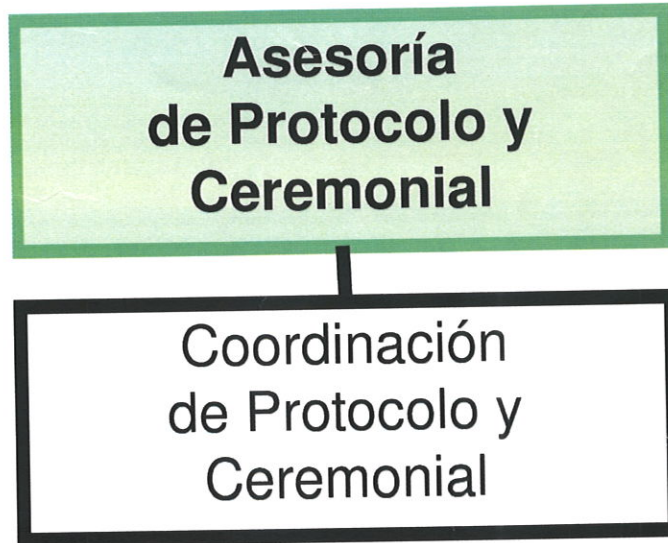 Asesoría
de Protocolo y
Ceremonial
Coordinación
de Protocolo y
Ceremonial